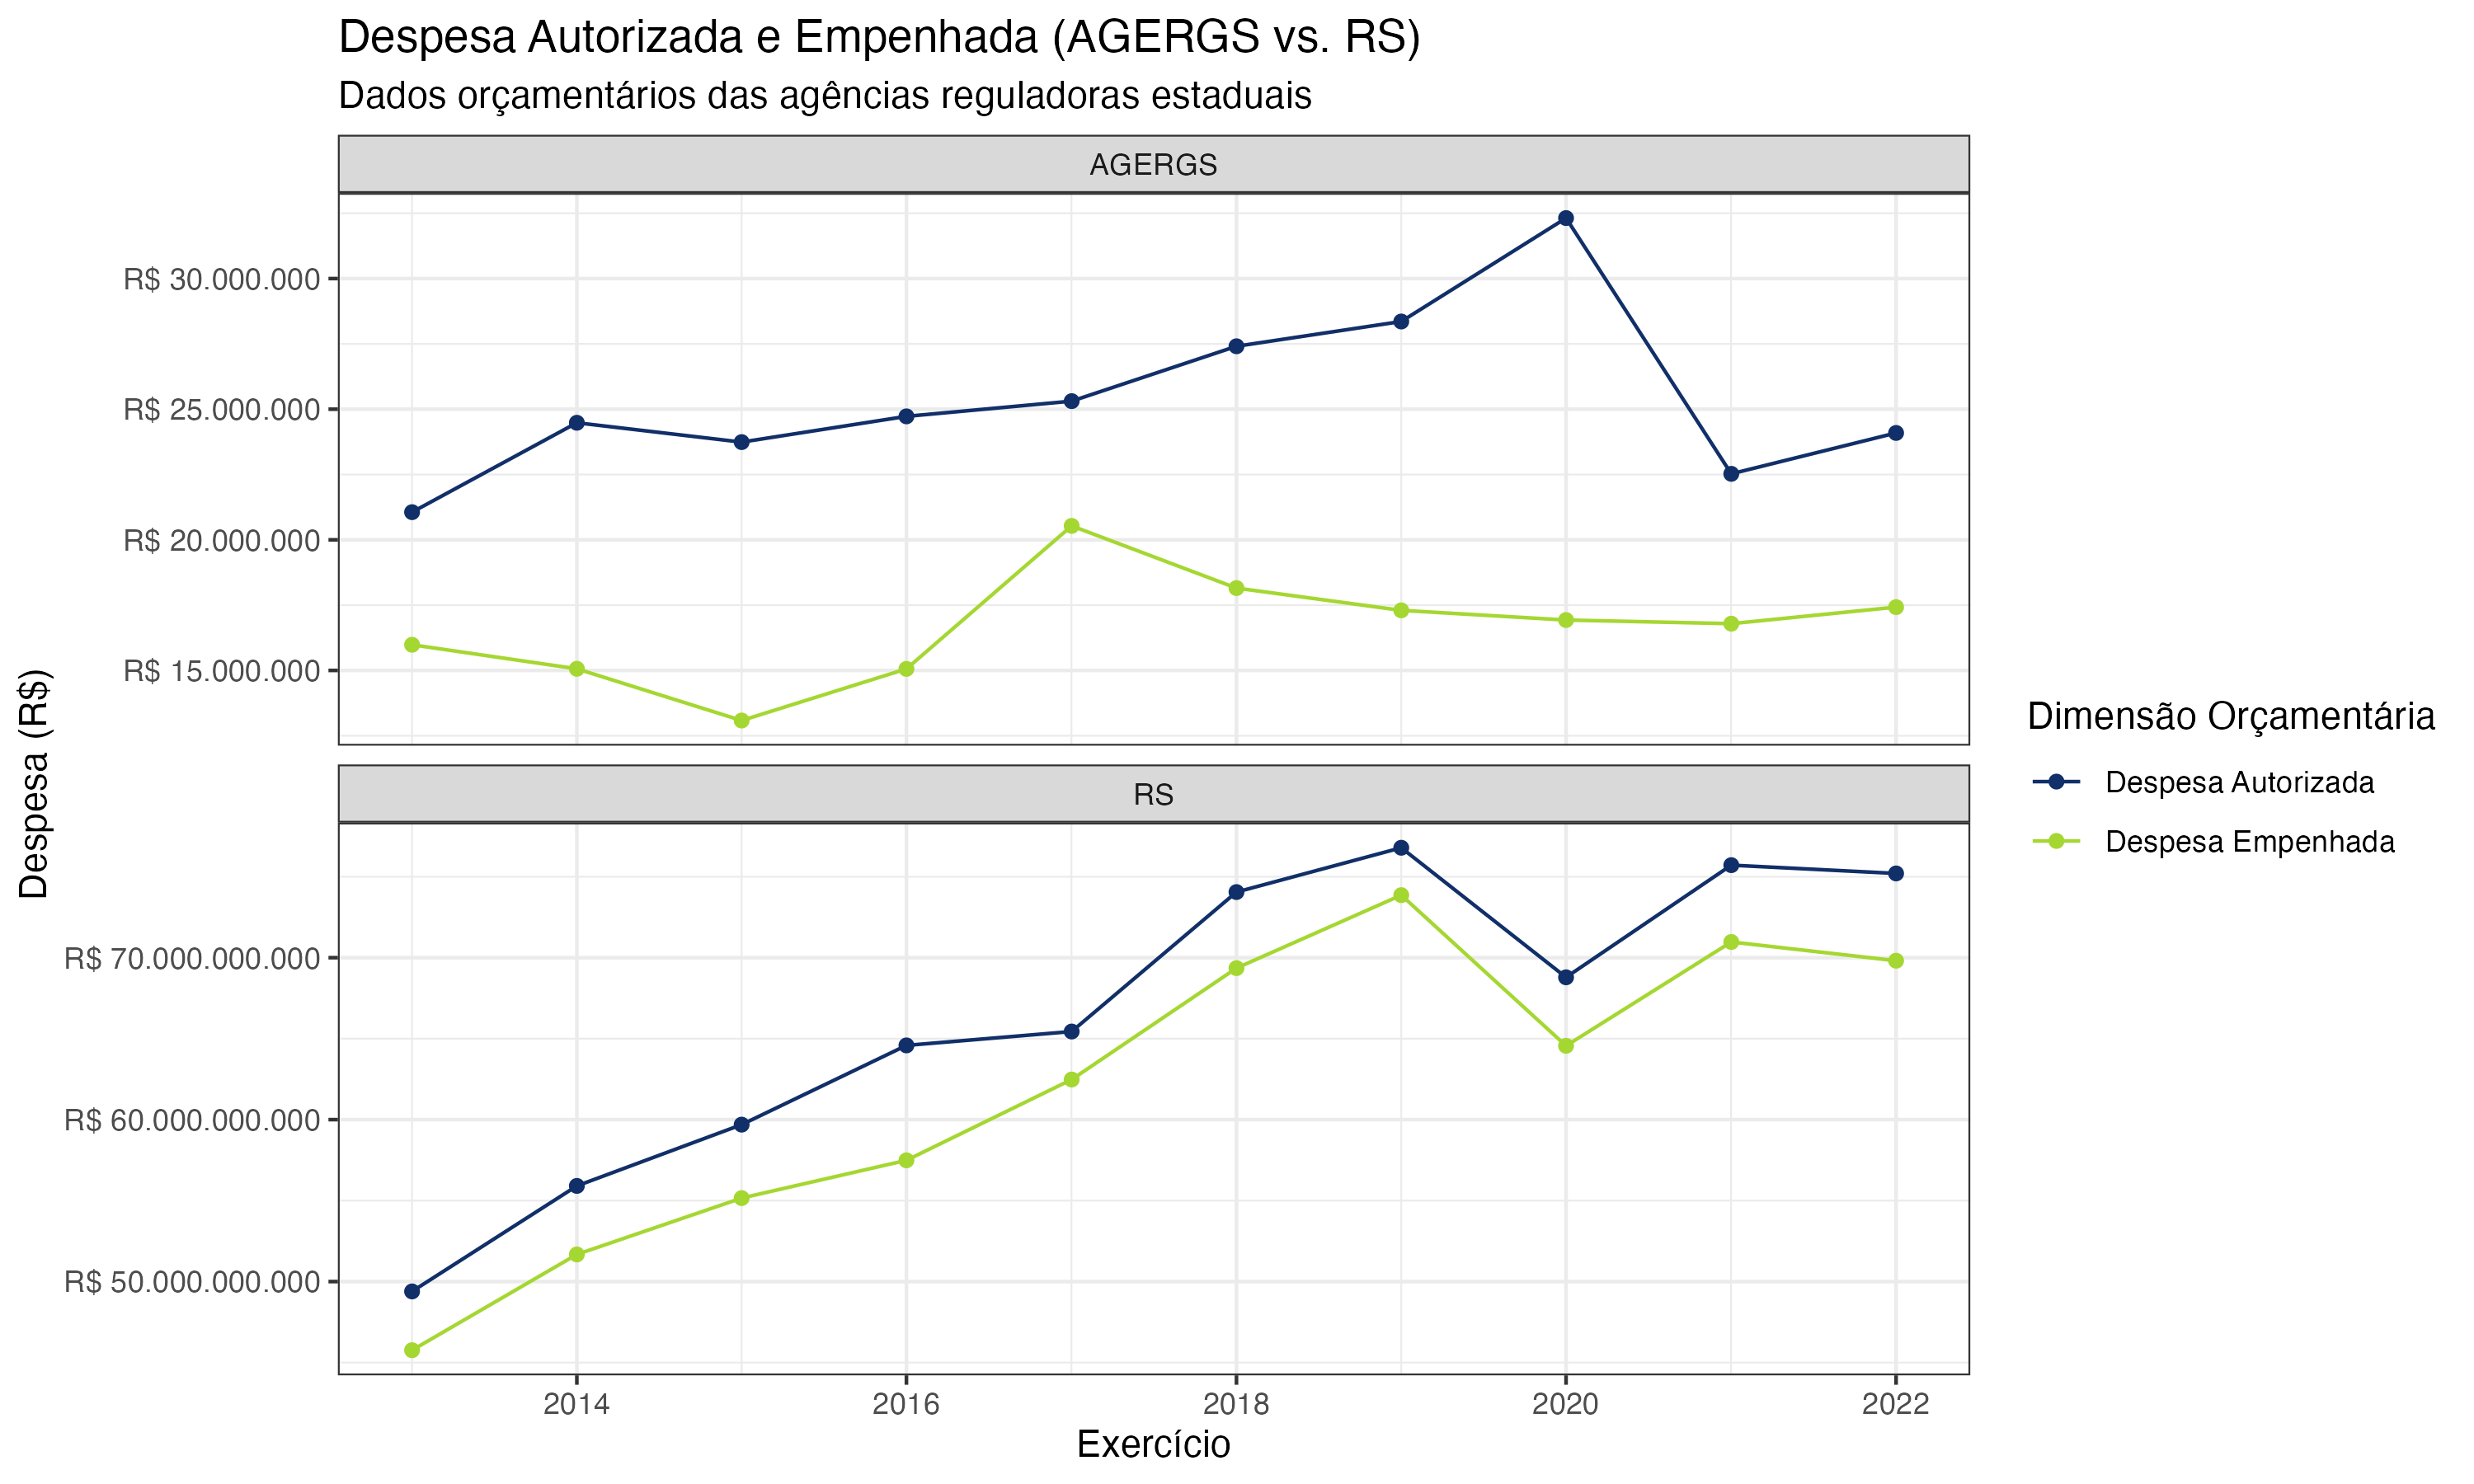 Despesa Autorizada e Empenhada (AGERGS vs. RS)
Dados orçamentários das agências reguladoras estaduais
AGERGS
R$ 30.000.000
R$ 25.000.000
R$ 20.000.000
R$ 15.000.000
RS
R$ 70.000.000.000
R$ 60.000.000.000
R$ 50.000.000.000
2014 2016 2018 2020 2022
Exercício
Despesa (R$)
Dimensão Orçamentária
Despesa Autorizada
Despesa Empenhada